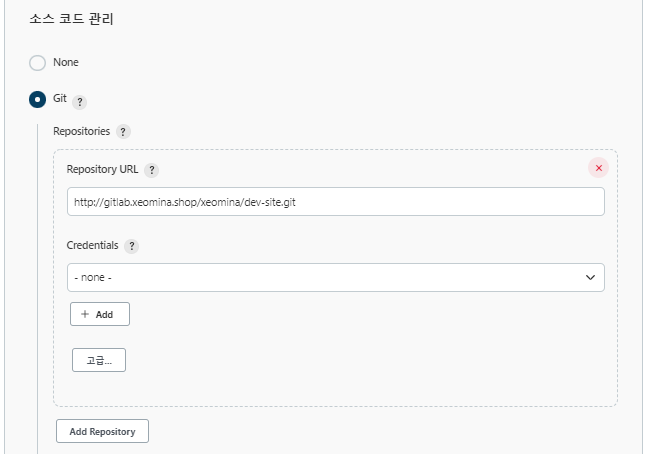 소스 코드 관리
None
Git ?
Repositories ?
Repository URL ?
http://gitlab.xeomina.shop/xeomina/dev-site.git
Credentials ?
- none -
+ Add
고급...
Add Repository